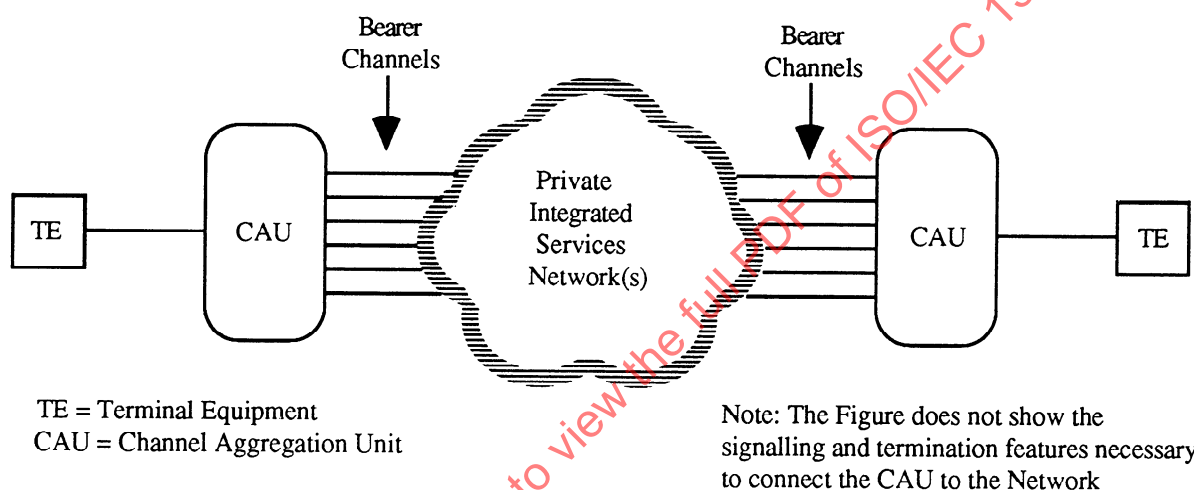 Bearer
Channels
Bearer
Channels
TE
CAU
Private
Integrated
Services
Network(s)
CAU
TE
TE = Terminal Equipment
CAU = Channel Aggregation Unit
Note: The Figure does not show the
signalling and termination features necessary
to connect the CAU to the Network
to view the full PDF of ISO/IEC